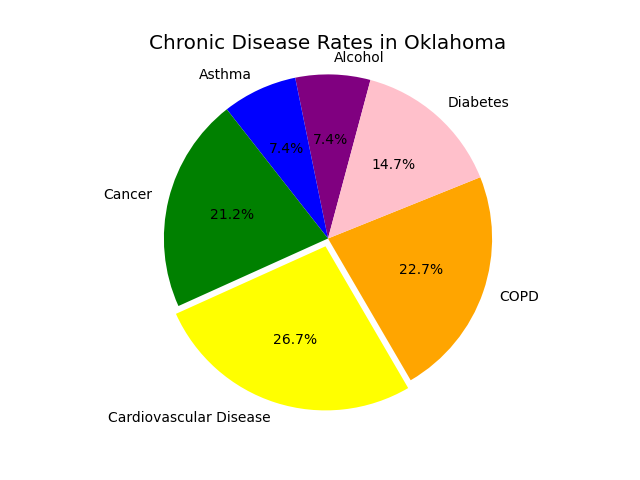 Chronic Disease Rates in Oklahoma
Alcohol
Asthma
Diabetes
7.4%
7.4%
14.7%
Cancer
21.2%
22.7%
COPD
26.7%
Cardiovascular Disease